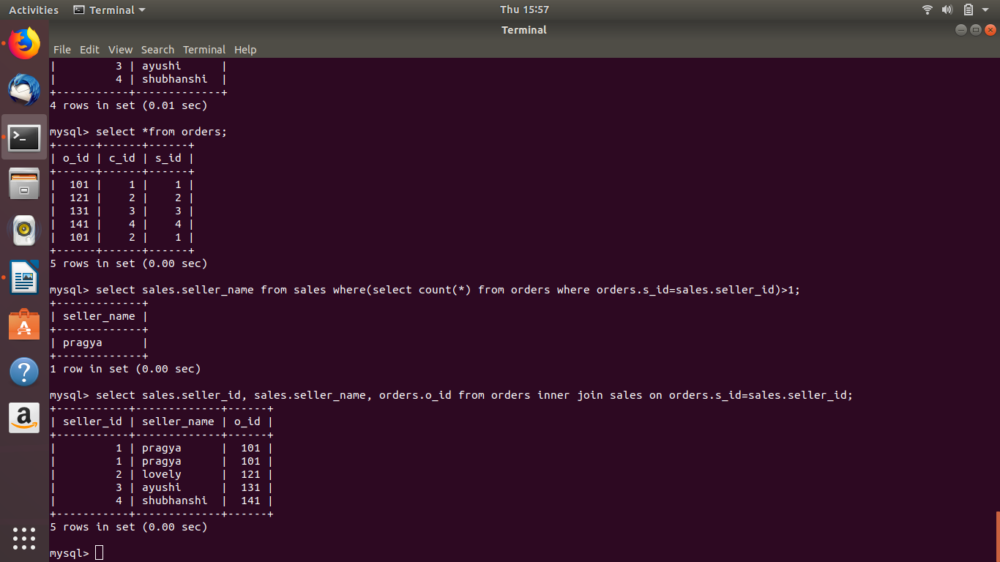 Activities Terminal Thu 15:57
Terminal
File Edit View Search Terminal Help
|         3 | ayushi      |
|         4 | shubhanshi  |
+-----------+-------------+
4 rows in set (0.01 sec)

mysql> select *from orders;
+------+------+------+
| o_id | c_id | s_id |
+------+------+------+
|  101 |    1 |    1 |
|  121 |    2 |    2 |
|  131 |    3 |    3 |
|  141 |    4 |    4 |
|  101 |    2 |    1 |
+------+------+------+
5 rows in set (0.00 sec)

mysql> select sales.seller_name from sales where(select count(*) from orders where orders.s_id=sales.seller_id)>1;
+-------------+
| seller_name |
+-------------+
| pragya      |
+-------------+
1 row in set (0.00 sec)

mysql> select sales.seller_id, sales.seller_name, orders.o_id from orders inner join sales on orders.s_id=sales.seller_id;
+-----------+-------------+------+
| seller_id | seller_name | o_id |
+-----------+-------------+------+
|         1 | pragya      |  101 |
|         1 | pragya      |  101 |
|         2 | lovely      |  121 |
|         3 | ayushi      |  131 |
|         4 | shubhanshi  |  141 |
+-----------+-------------+------+
5 rows in set (0.00 sec)

mysql>